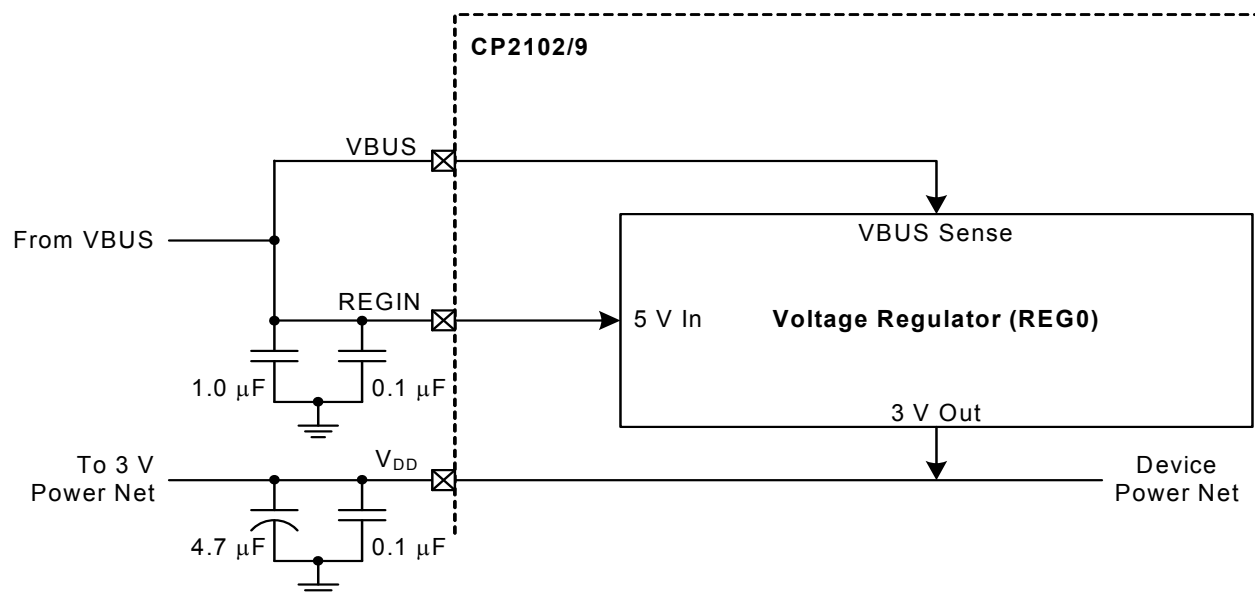 CP2102/9
VBUS
From VBUS
VBUS Sense
REGIN
5 V In
Voltage Regulator (REG0)
1.0 μF
0.1 μF
3 V Out
To 3 V
Power Net
VDD
Device
Power Net
4.7 μF
0.1 μF